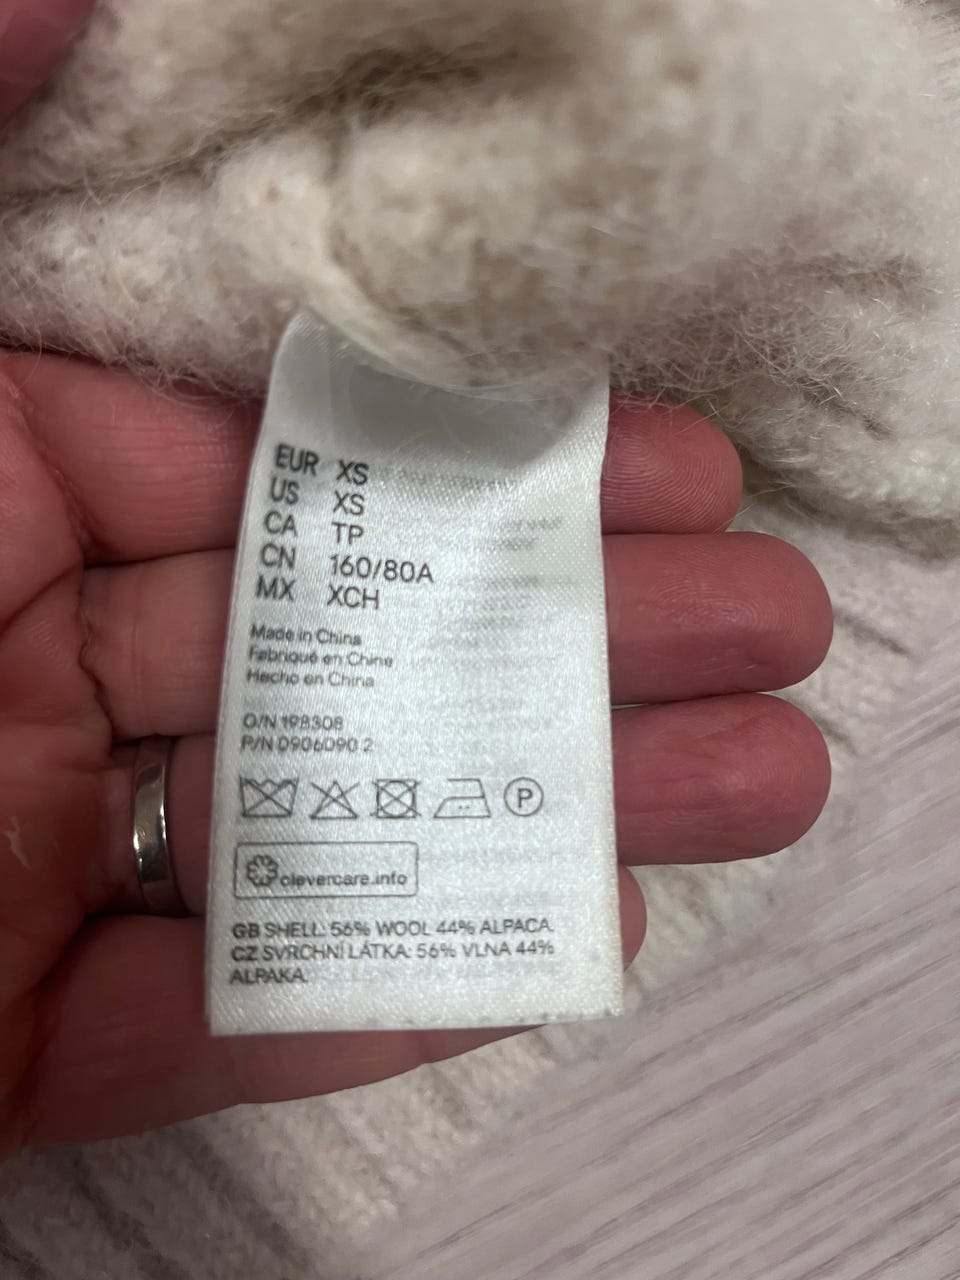 EUR XS
US XS
CA TP
CN 160/80A
MX XCH
Made in China
Fabriqué en Chine
Hecho en China
O/N 198308
P/N 0906090 2
P
clevercare.info
GB SHELL: 56% WOOL 44% ALPACA.
CZ SVRCHNÍ LÁTKA: 56% VLNA 44%
ALPAKA.